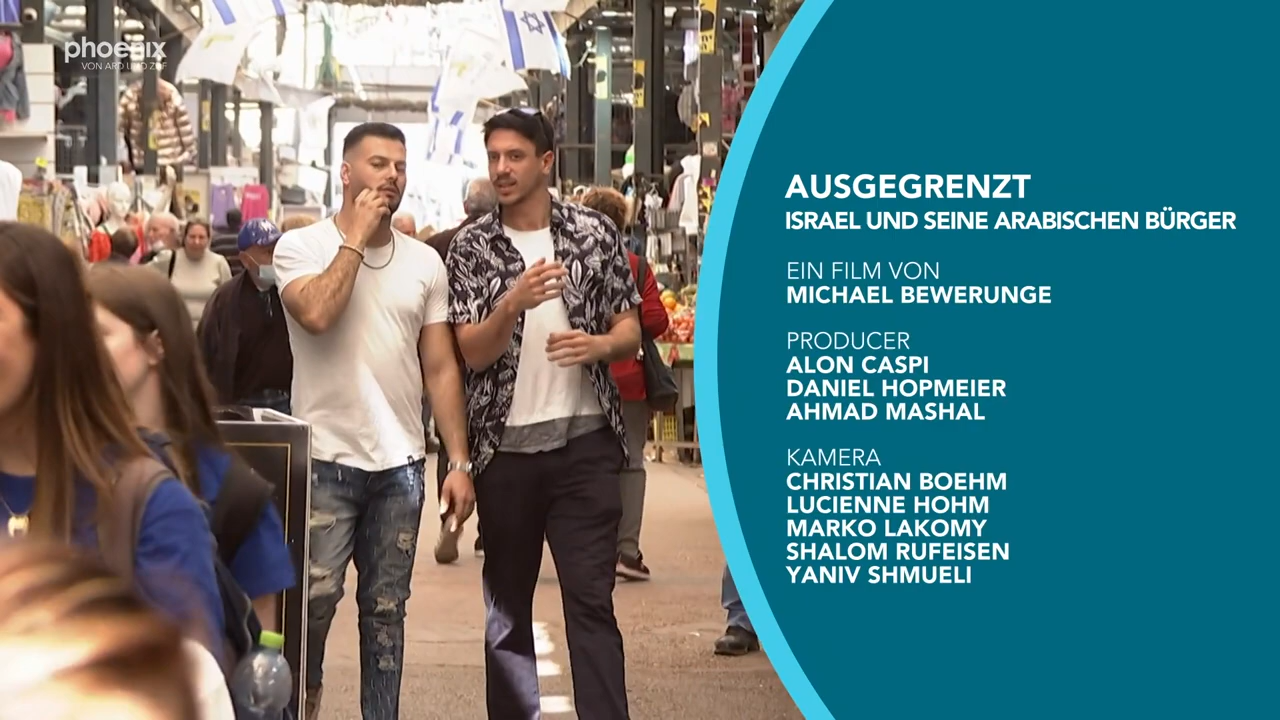 phoenix
VON ARD UND ZDF
AUSGEGRENZT
ISRAEL UND SEINE ARABISCHEN BÜRGER
EIN FILM VON
MICHAEL BEWERUNGE
PRODUCER
ALON CASPI
DANIEL HOPMEIER
AHMAD MASHAL
KAMERA
CHRISTIAN BOEHM
LUCIENNE HOHM
MARKO LAKOMY
SHALOM RUFEISEN
YANIV SHMUELI